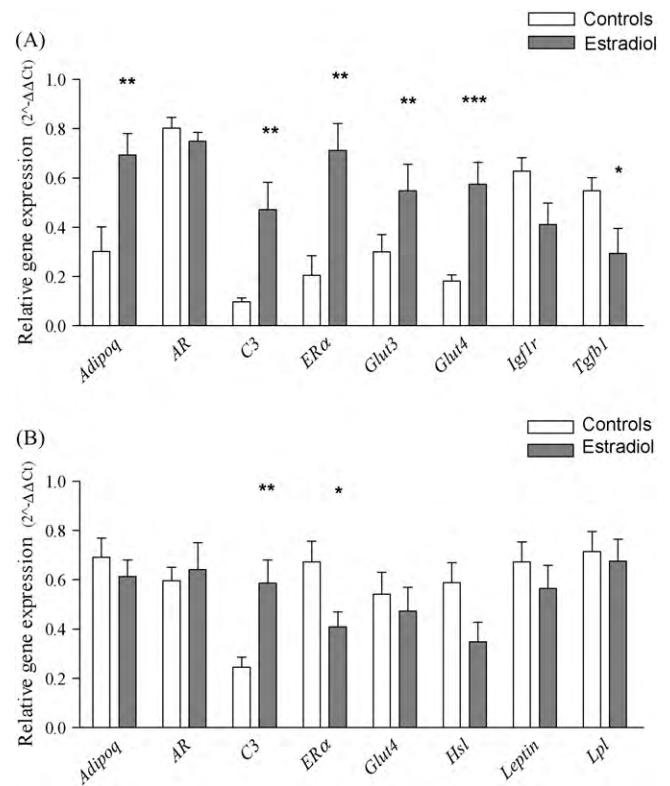 (A)
Controls
Estradiol
Relative gene expression (2^-ΔΔCt)
1.0
0.8
0.6
0.4
0.2
0.0
** ** ** ** *** *
Adipoq AR C3 ERα Glut3 Glut4 Igf1r Tgfb1
(B)
Controls
Estradiol
Relative gene expression (2^-ΔΔCt)
1.0
0.8
0.6
0.4
0.2
0.0
** *
Adipoq AR C3 ERα Glut4 Hsl Leptin Lpl